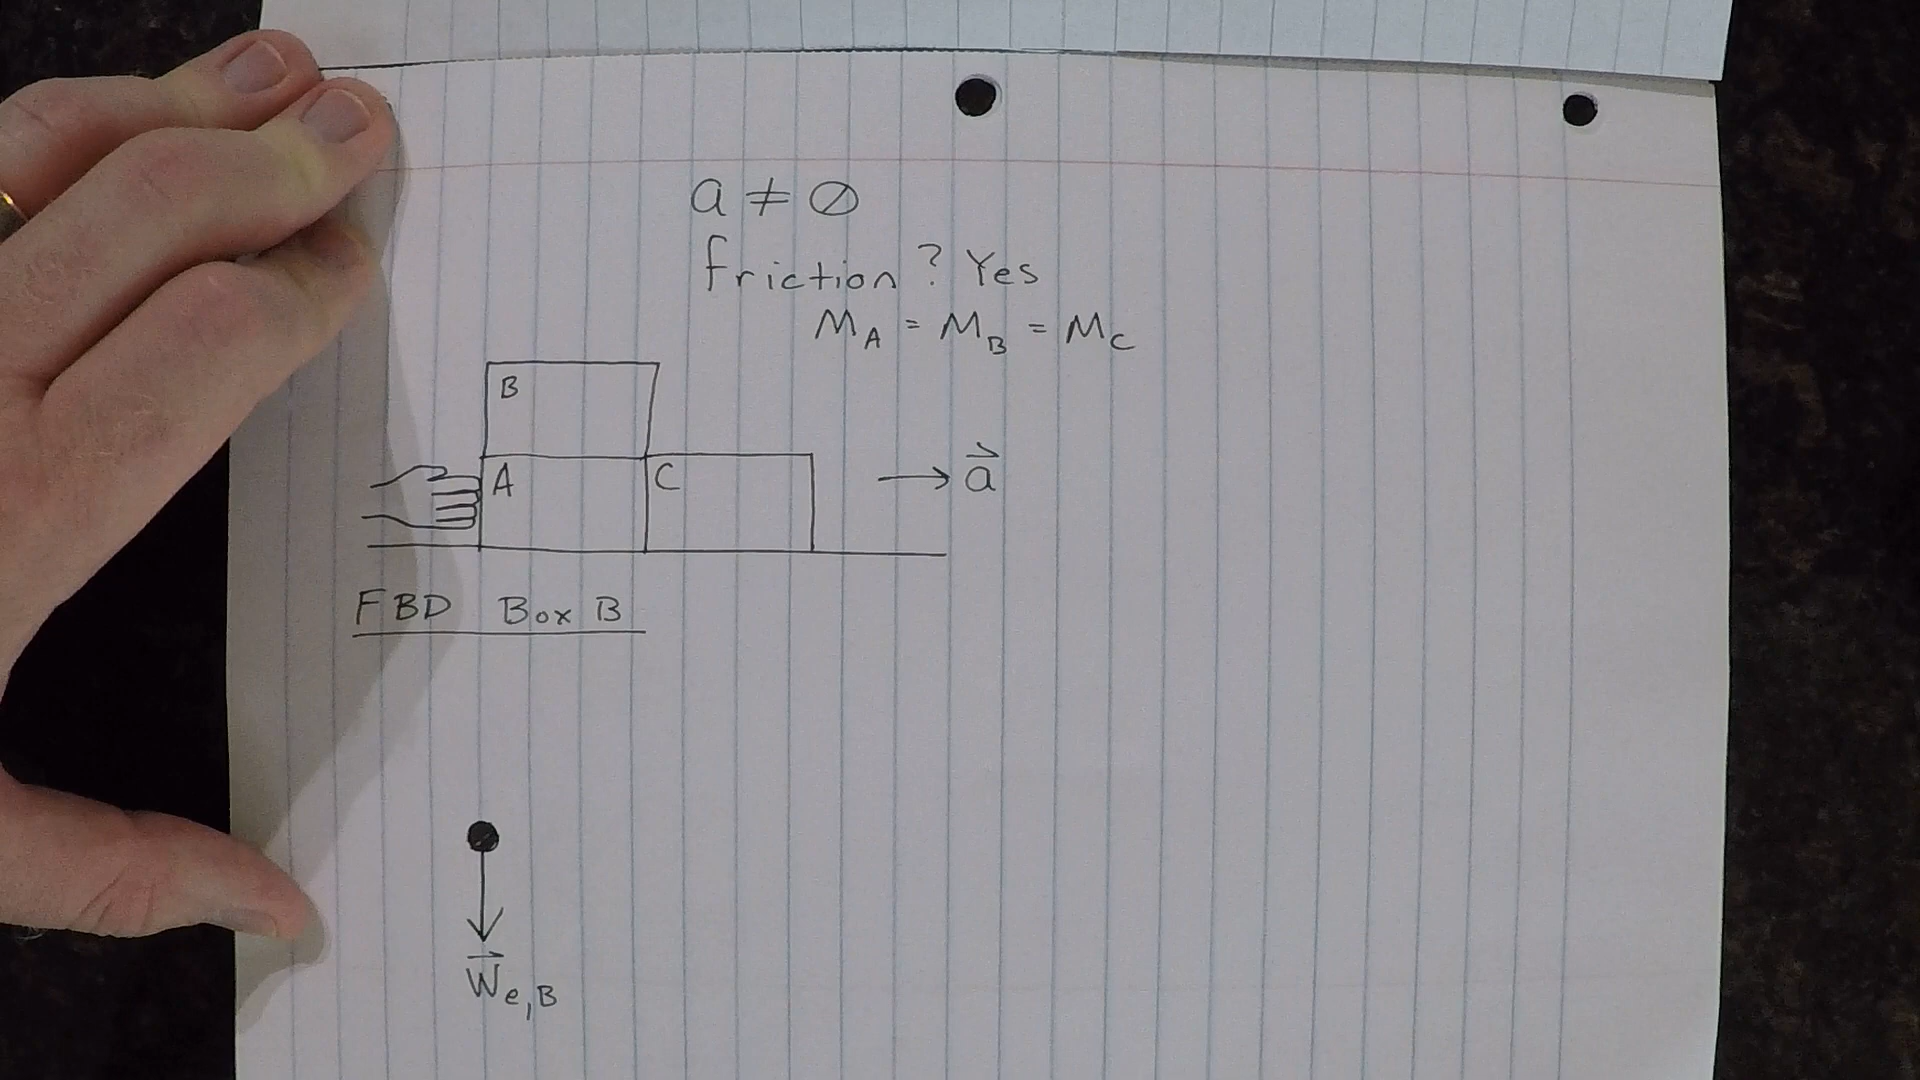 a ≠ ∅
friction? Yes
M_A = M_B = M_C
B
A C → a⃗
FBD Box B
W⃗_e,B